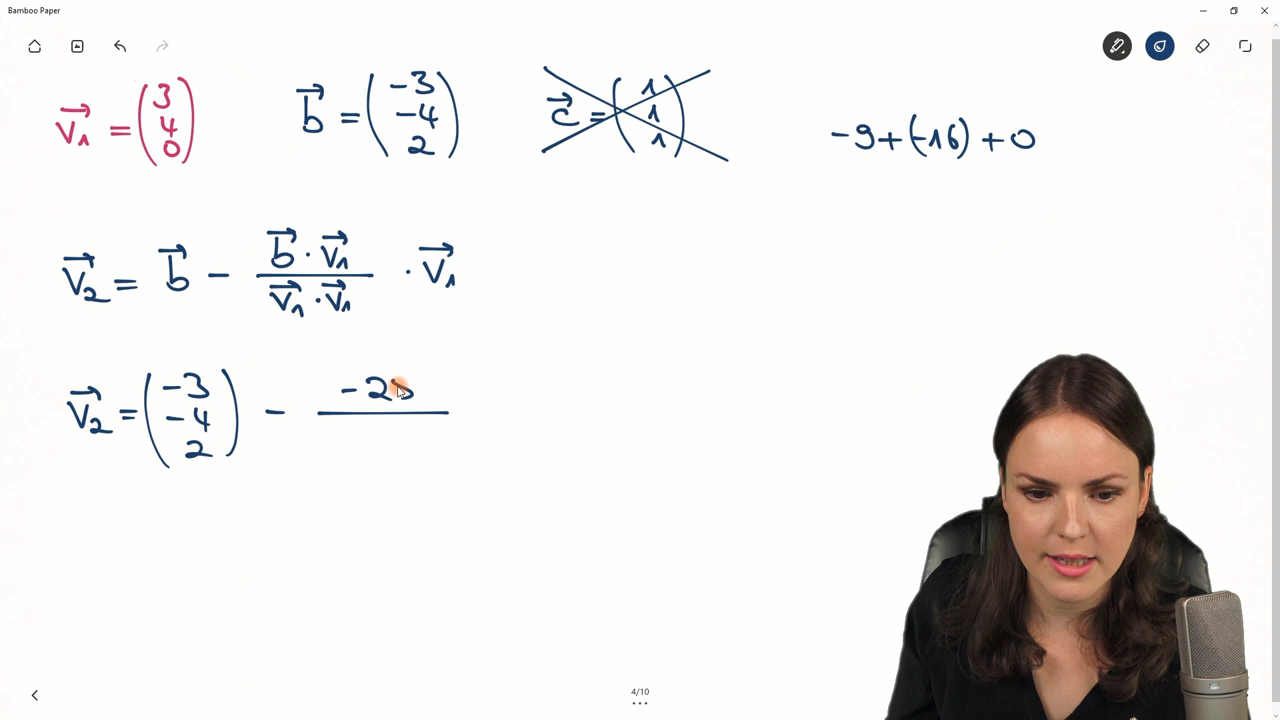 Bamboo Paper
v₁ = (3 4 0) b = (-3 -4 2) c = (1 1 1) -9+(-16)+0
v₂ = b - (b · v₁)/(v₁ · v₁) · v₁
v₂ = (-3 -4 2) - -25
4/10